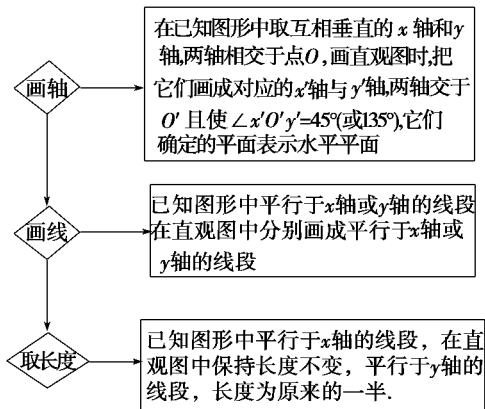 在已知图形中取互相垂直的 x 轴和y
轴,两轴相交于点O,画直观图时,把
它们画成对应的x′轴与y′轴,两轴交于
O′ 且使∠x′O′y′=45°(或135°),它们
确定的平面表示水平平面
画轴
已知图形中平行于x轴或y轴的线段
在直观图中分别画成平行于x轴或
y轴的线段
画线
已知图形中平行于x轴的线段，在直
观图中保持长度不变，平行于y轴的
线段，长度为原来的一半.
取长度